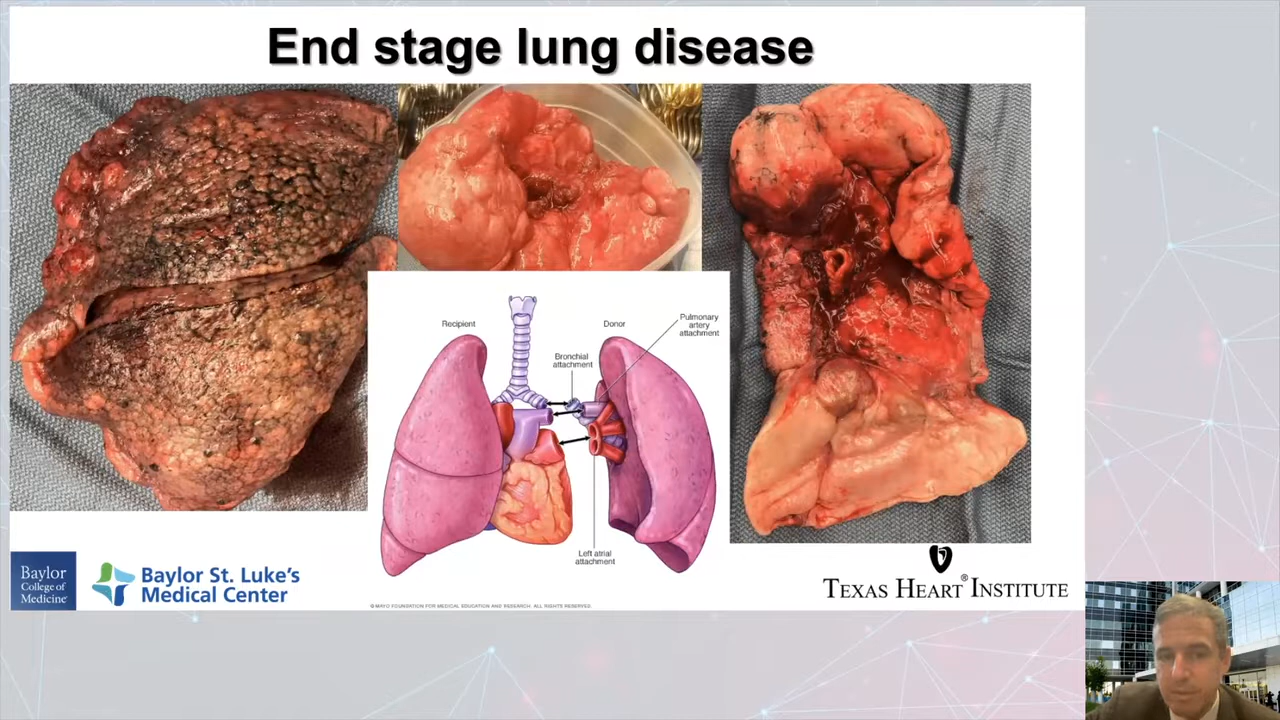 End stage lung disease
Recipient
Donor
Pulmonary
artery
attachment
Bronchial
attachment
Left atrial
attachment
© MAYO FOUNDATION FOR MEDICAL EDUCATION AND RESEARCH. ALL RIGHTS RESERVED.
Baylor
College of
Medicine
Baylor St. Luke's
Medical Center
TEXAS HEART® INSTITUTE